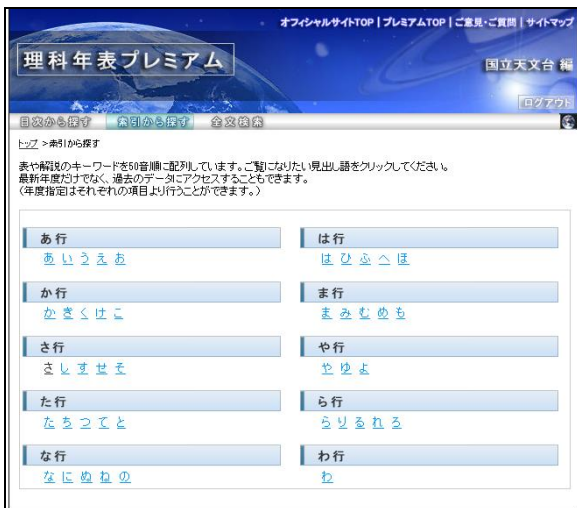 オフィシャルサイトTOP | プレミアムTOP | ご意見・ご質問 | サイトマップ
理科年表プレミアム
国立天文台 編
ログアウト
目次から探す 索引から探す 全文検索
トップ >索引から探す
表や解説のキーワードを50音順に配列しています。ご覧になりたい見出し語をクリックしてください。
最新年度だけでなく、過去のデータにアクセスすることもできます。
(年度指定はそれぞれの項目より行うことができます。)
あ行
あ い う え お
か行
か き く け こ
さ行
さ し す せ そ
た行
た ち つ て と
な行
な に ぬ ね の
は行
は ひ ふ へ ほ
ま行
ま み む め も
や行
や ゆ よ
ら行
ら り る れ ろ
わ行
わ